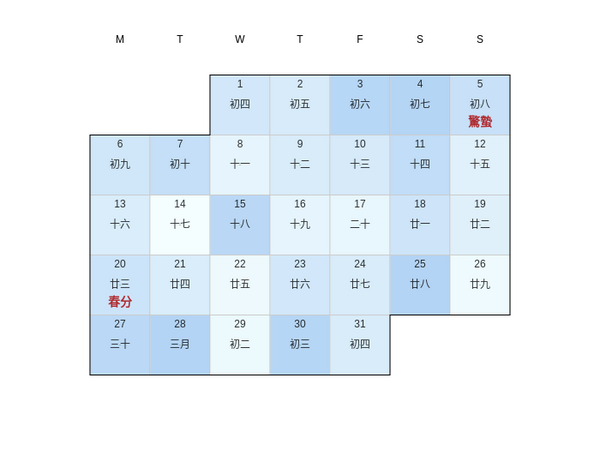 M T W T F S S
1 2 3 4 5
初四 初五 初六 初七 初八
驚蟄
6 7 8 9 10 11 12
初九 初十 十一 十二 十三 十四 十五
13 14 15 16 17 18 19
十六 十七 十八 十九 二十 廿一 廿二
20 21 22 23 24 25 26
廿三 廿四 廿五 廿六 廿七 廿八 廿九
春分
27 28 29 30 31
三十 三月 初二 初三 初四